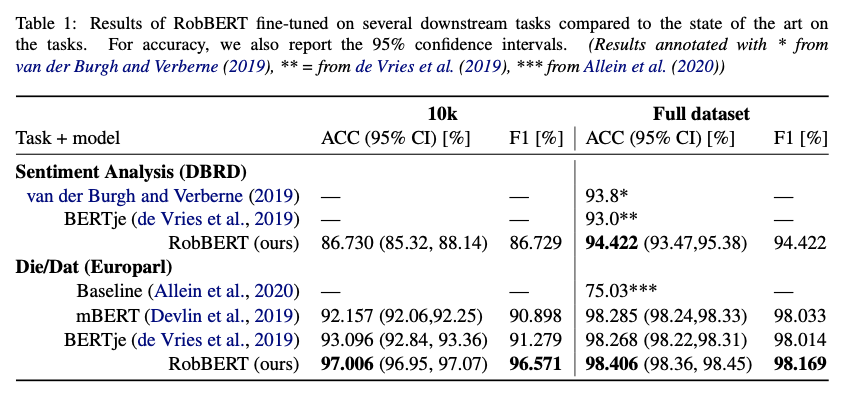 Table 1: Results of RobBERT fine-tuned on several downstream tasks compared to the state of the art on
the tasks. For accuracy, we also report the 95% confidence intervals. (Results annotated with * from
van der Burgh and Verberne (2019), ** = from de Vries et al. (2019), *** from Allein et al. (2020))
10k Full dataset
Task + model ACC (95% CI) [%] F1 [%] ACC (95% CI) [%] F1 [%]
Sentiment Analysis (DBRD)
van der Burgh and Verberne (2019) — — 93.8* —
BERTje (de Vries et al., 2019) — — 93.0** —
RobBERT (ours) 86.730 (85.32, 88.14) 86.729 94.422 (93.47,95.38) 94.422
Die/Dat (Europarl)
Baseline (Allein et al., 2020) — — 75.03*** —
mBERT (Devlin et al., 2019) 92.157 (92.06,92.25) 90.898 98.285 (98.24,98.33) 98.033
BERTje (de Vries et al., 2019) 93.096 (92.84, 93.36) 91.279 98.268 (98.22,98.31) 98.014
RobBERT (ours) 97.006 (96.95, 97.07) 96.571 98.406 (98.36, 98.45) 98.169